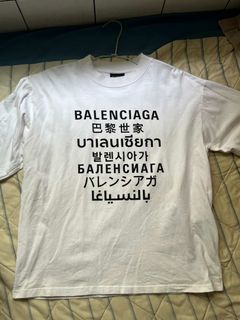 BALENCIAGA
巴黎世家
บาเลนเซียกา
발렌시아가
БАЛЕНСИАГА
バレンシアガ
بالنسياغا